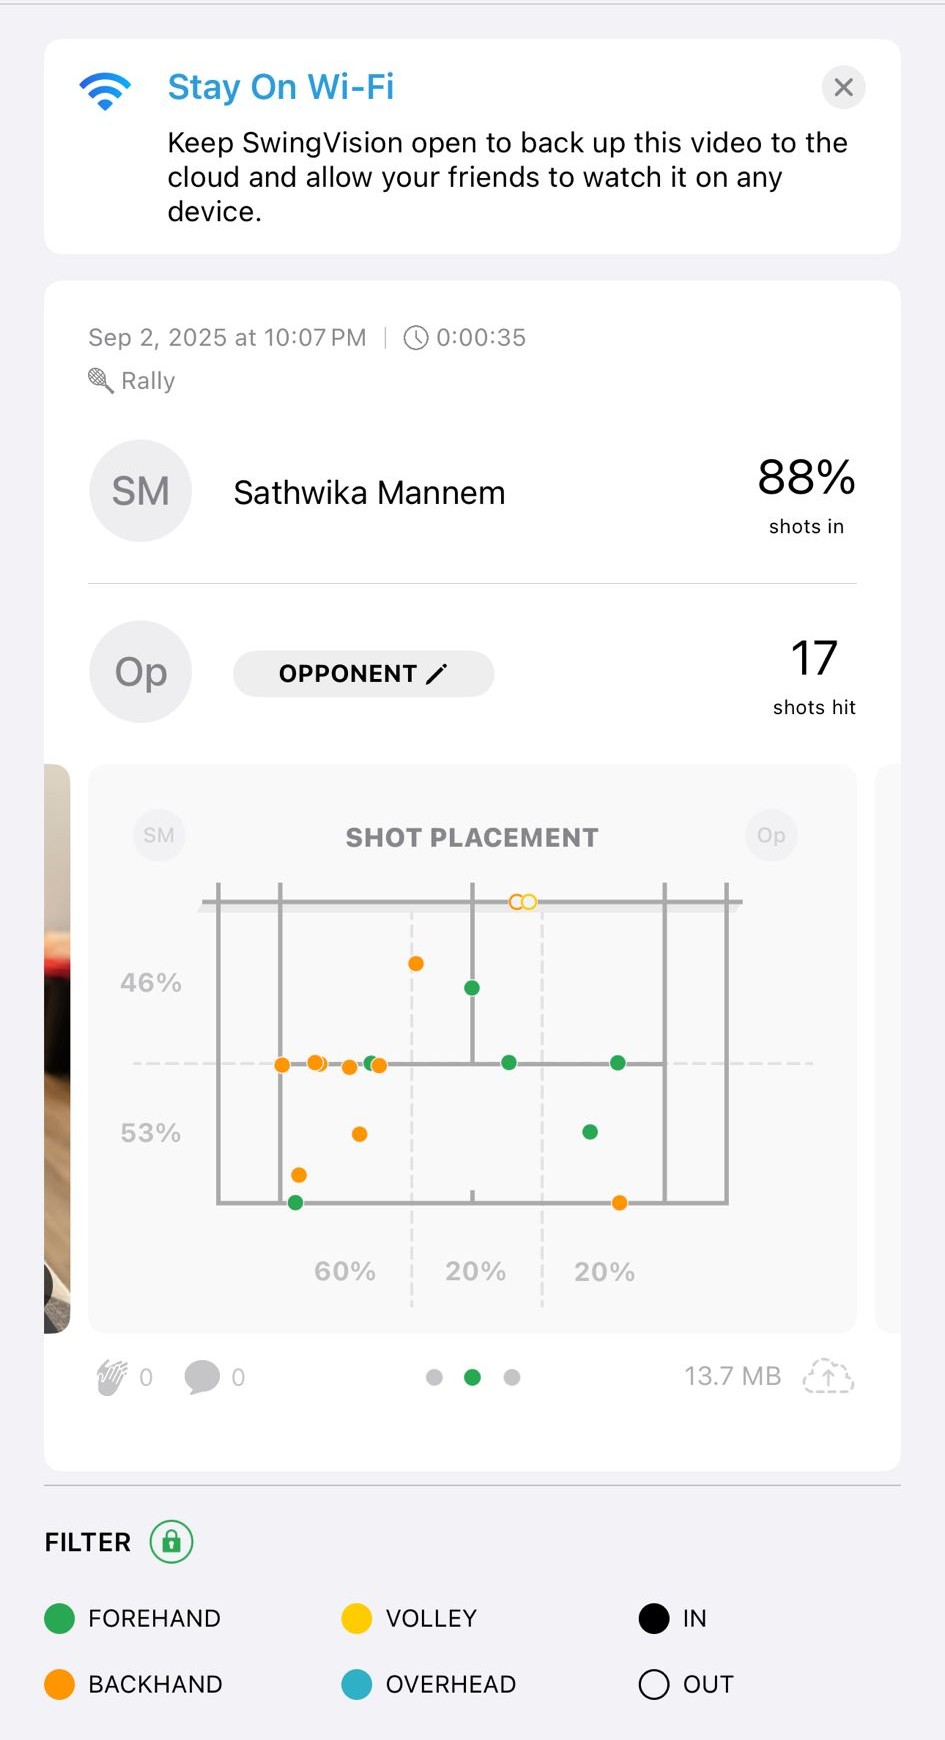 Stay On Wi-Fi
Keep SwingVision open to back up this video to the
cloud and allow your friends to watch it on any
device.
Sep 2, 2025 at 10:07 PM | 0:00:35
Rally
SM
Sathwika Mannem
88%
shots in
Op
OPPONENT
17
shots hit
SM
SHOT PLACEMENT
Op
46%
53%
60%
20%
20%
0
0
13.7 MB
FILTER
FOREHAND
VOLLEY
IN
BACKHAND
OVERHEAD
OUT